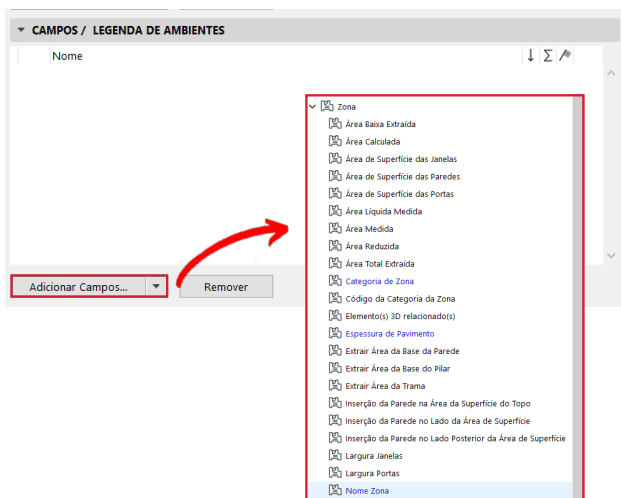 CAMPOS / LEGENDA DE AMBIENTES
Nome
Zona
Área Baixa Extraída
Área Calculada
Área de Superfície das Janelas
Área de Superfície das Paredes
Área de Superfície das Portas
Área Líquida Medida
Área Medida
Área Reduzida
Área Total Extraída
Categoria de Zona
Código da Categoria da Zona
Elemento(s) 3D relacionado(s)
Espessura de Pavimento
Extrair Área da Base da Parede
Extrair Área da Base do Pilar
Extrair Área da Trama
Inserção da Parede na Área da Superfície do Topo
Inserção da Parede no Lado da Área de Superfície
Inserção da Parede no Lado Posterior da Área de Superfície
Largura Janelas
Largura Portas
Nome Zona
Adicionar Campos...
Remover